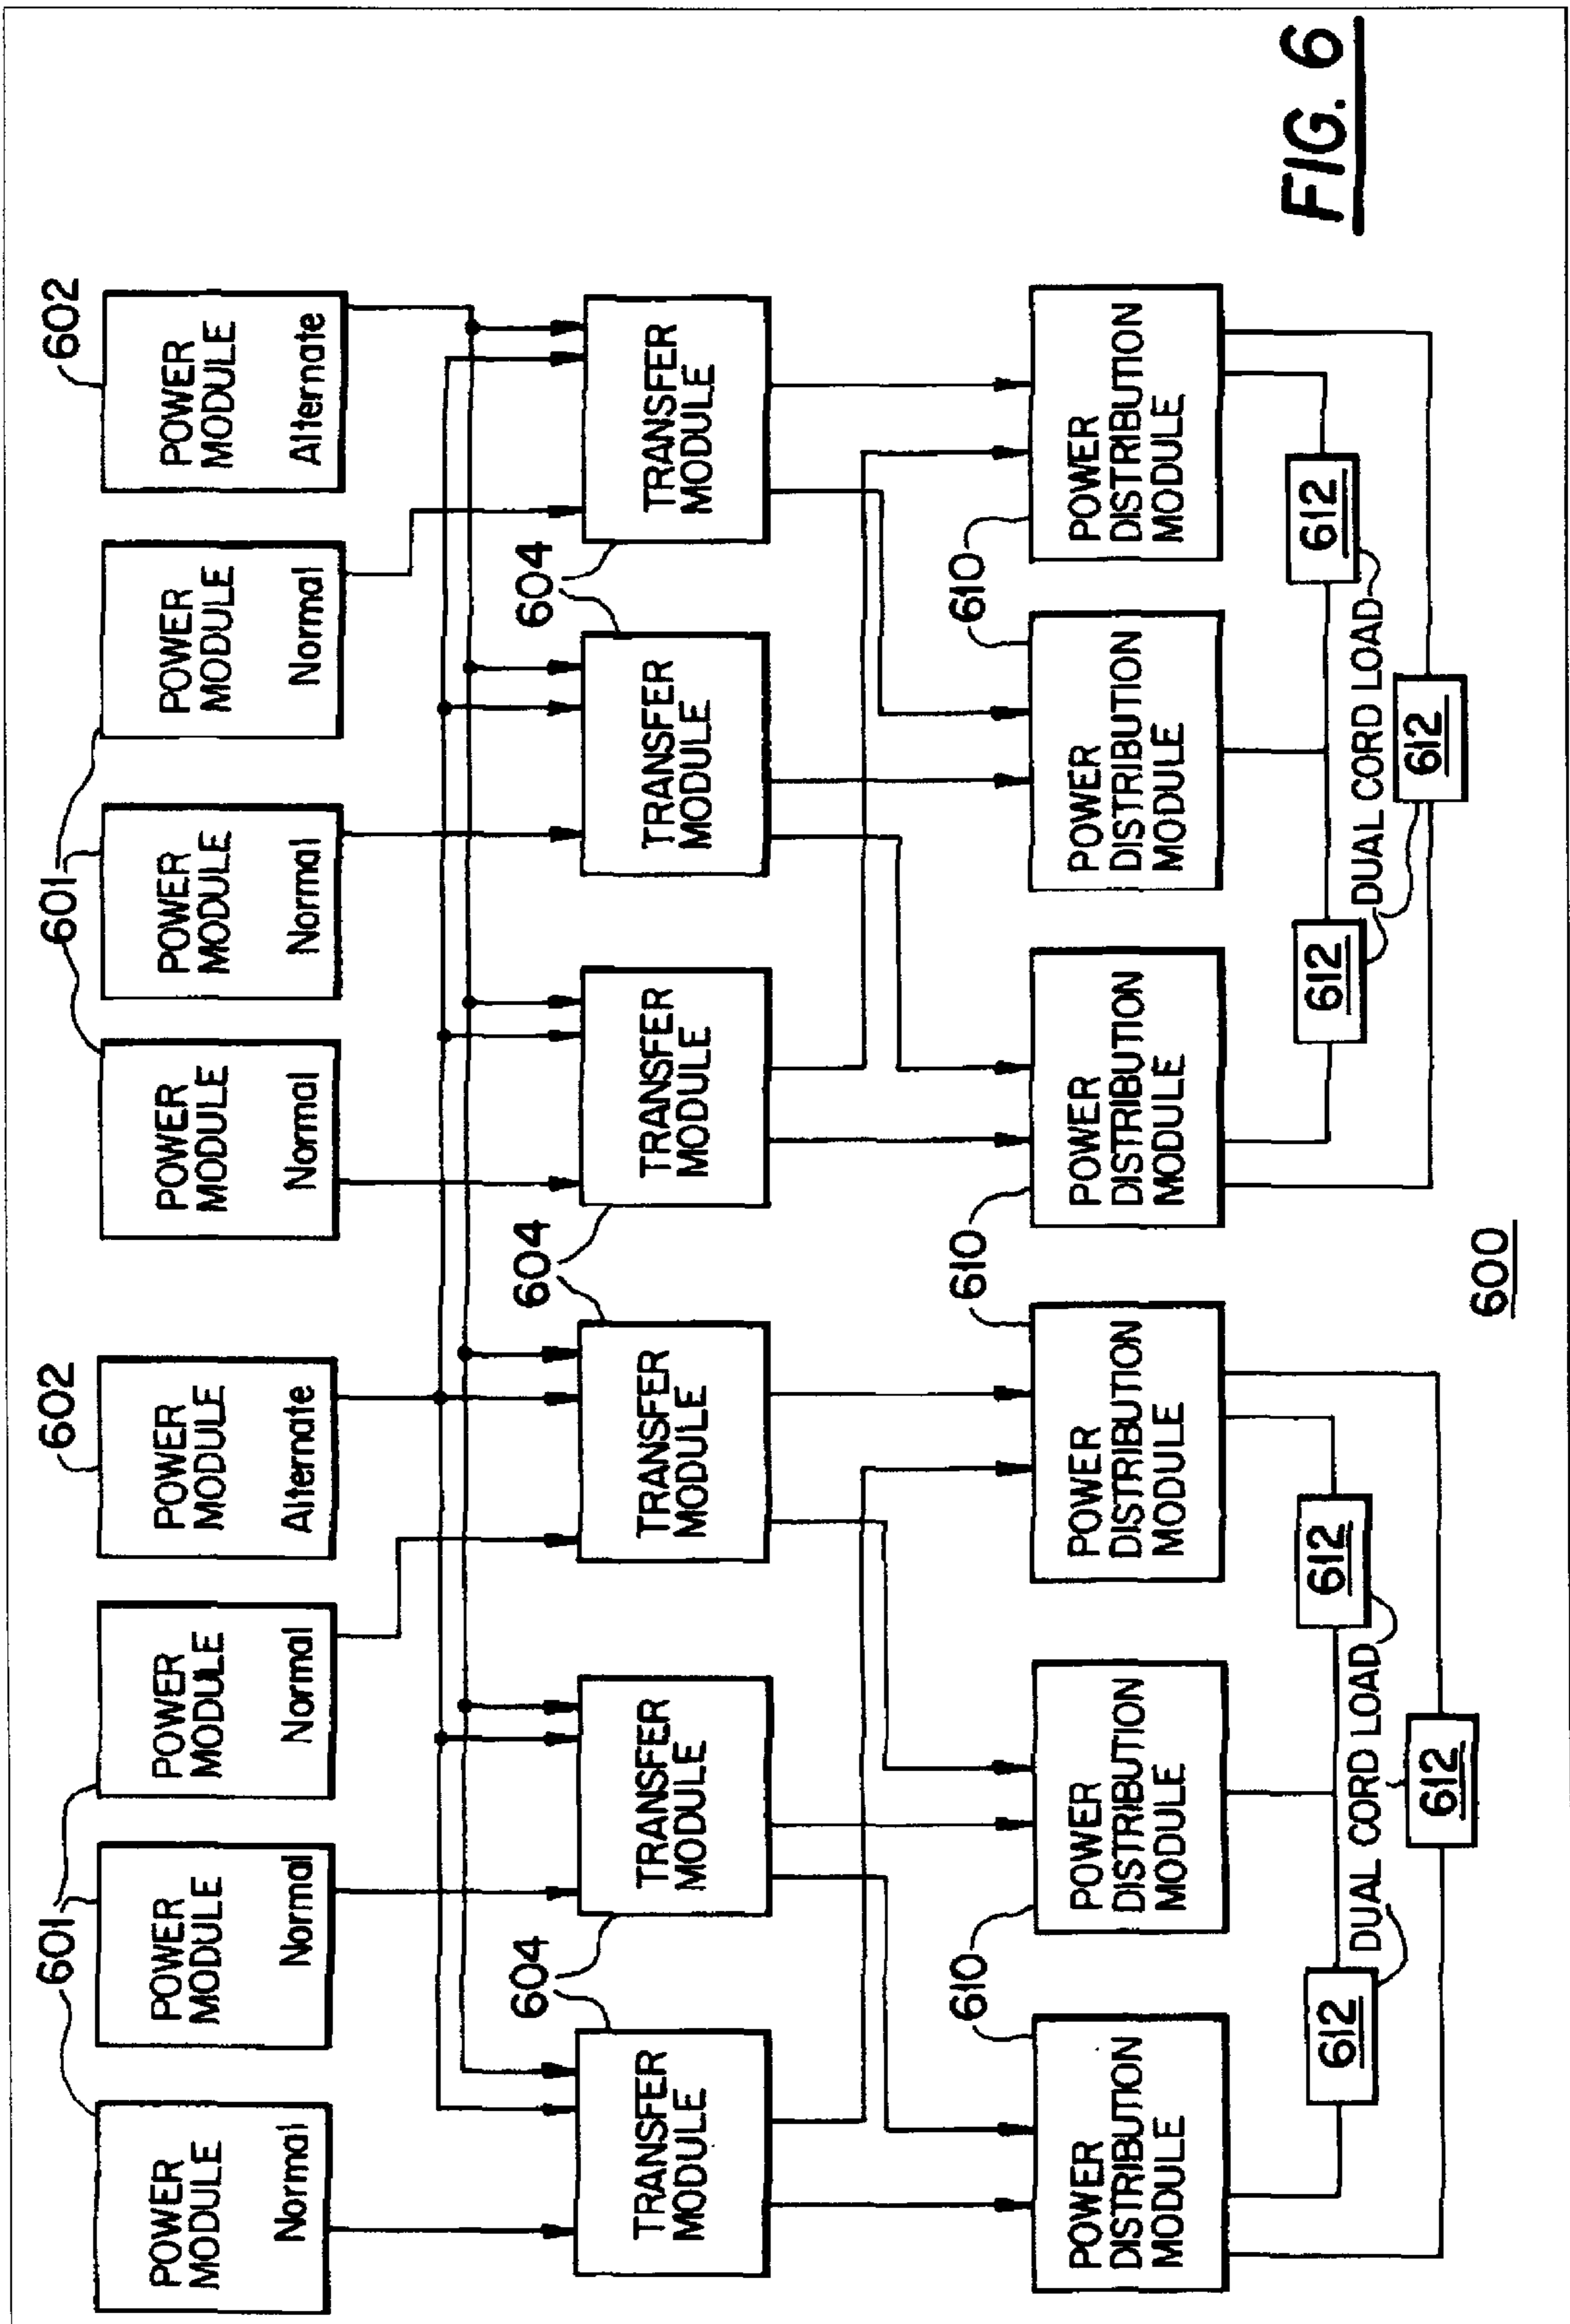 601
602
601
602
POWER
MODULE
Normal
POWER
MODULE
Normal
POWER
MODULE
Normal
POWER
MODULE
Alternate
POWER
MODULE
Normal
POWER
MODULE
Normal
POWER
MODULE
Normal
POWER
MODULE
Alternate
604
604
604
TRANSFER
MODULE
TRANSFER
MODULE
TRANSFER
MODULE
TRANSFER
MODULE
TRANSFER
MODULE
TRANSFER
MODULE
610
610
610
610
POWER
DISTRIBUTION
MODULE
POWER
DISTRIBUTION
MODULE
POWER
DISTRIBUTION
MODULE
POWER
DISTRIBUTION
MODULE
POWER
DISTRIBUTION
MODULE
POWER
DISTRIBUTION
MODULE
612
612
612
612
DUAL CORD LOAD
DUAL CORD LOAD
612
612
600
FIG. 6